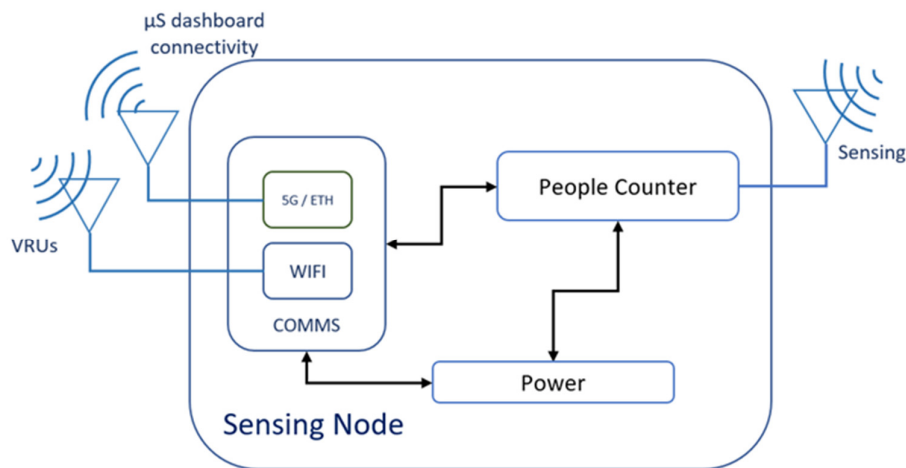 µS dashboard
connectivity
Sensing
VRUs
5G / ETH
WIFI
COMMS
People Counter
Power
Sensing Node